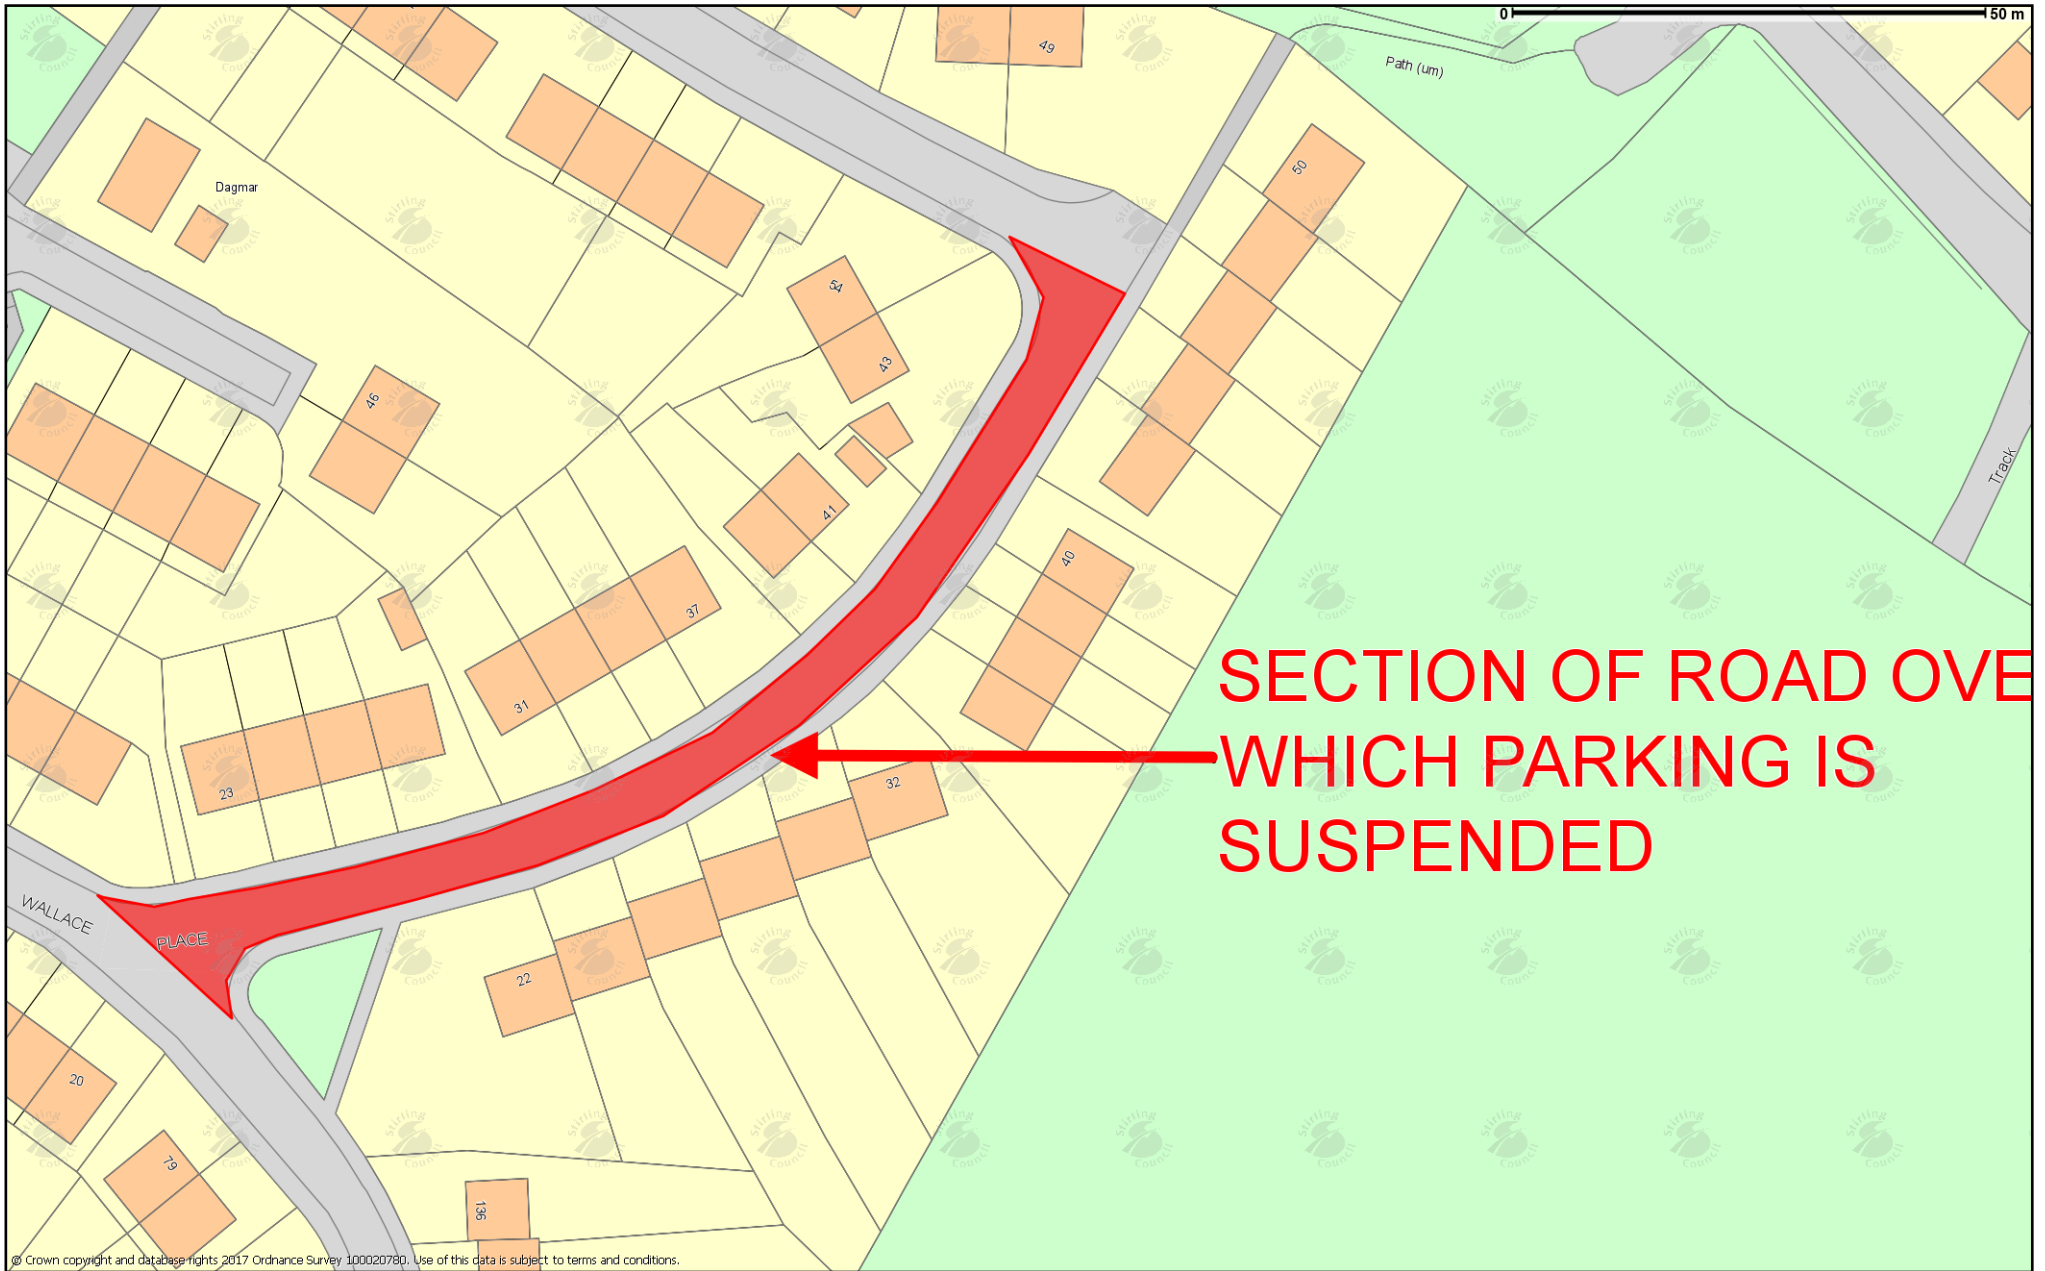 0 50 m
49
Path (um)
50
Dagmar
54
43
46
Track
41
40
37
31
32
23
WALLACE
PLACE
22
20
79
136
SECTION OF ROAD OVE
WHICH PARKING IS
SUSPENDED
Stirling
Council
© Crown copyright and database rights 2017 Ordnance Survey 100020780. Use of this data is subject to terms and conditions.